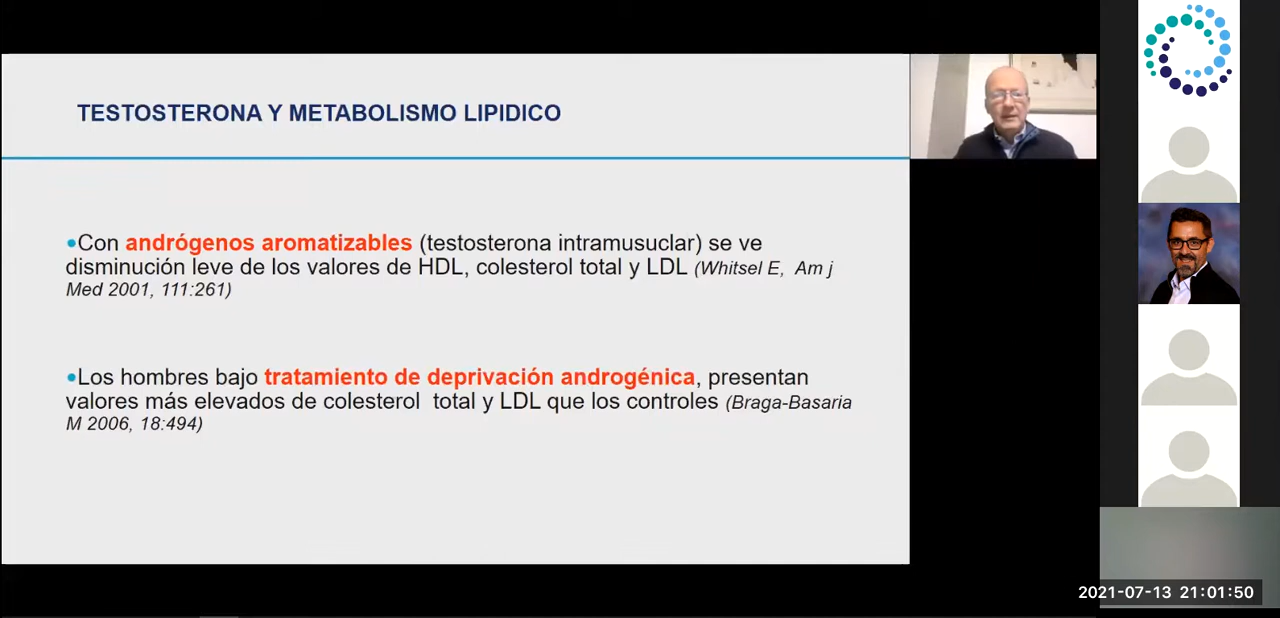 TESTOSTERONA Y METABOLISMO LIPIDICO
•Con andrógenos aromatizables (testosterona intramusuclar) se ve
disminución leve de los valores de HDL, colesterol total y LDL (Whitsel E, Am j
Med 2001, 111:261)
•Los hombres bajo tratamiento de deprivación androgénica, presentan
valores más elevados de colesterol total y LDL que los controles (Braga-Basaria
M 2006, 18:494)
2021-07-13 21:01:50